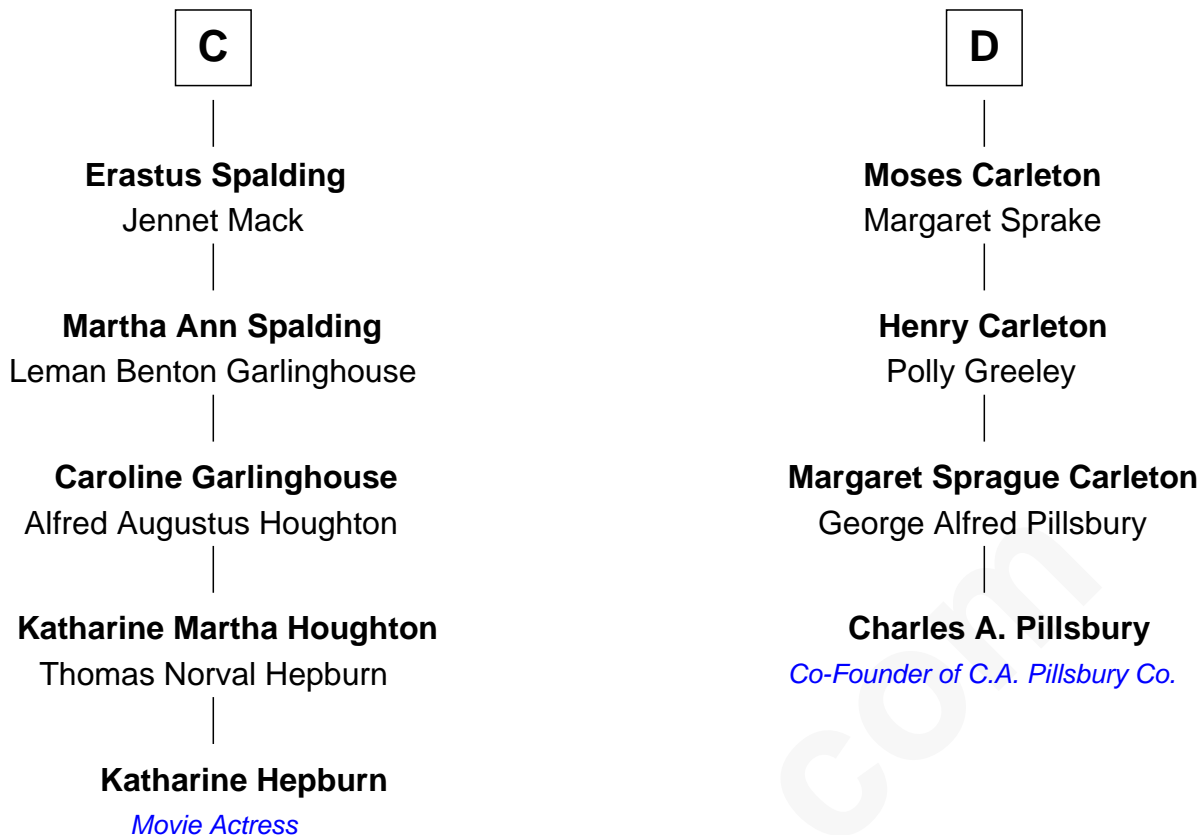 C
Erastus Spalding
Jennet Mack
Martha Ann Spalding
Leman Benton Garlinghouse
Caroline Garlinghouse
Alfred Augustus Houghton
Katharine Martha Houghton
Thomas Norval Hepburn
Katharine Hepburn
Movie Actress
D
Moses Carleton
Margaret Sprake
Henry Carleton
Polly Greeley
Margaret Sprague Carleton
George Alfred Pillsbury
Charles A. Pillsbury
Co-Founder of C.A. Pillsbury Co.
com